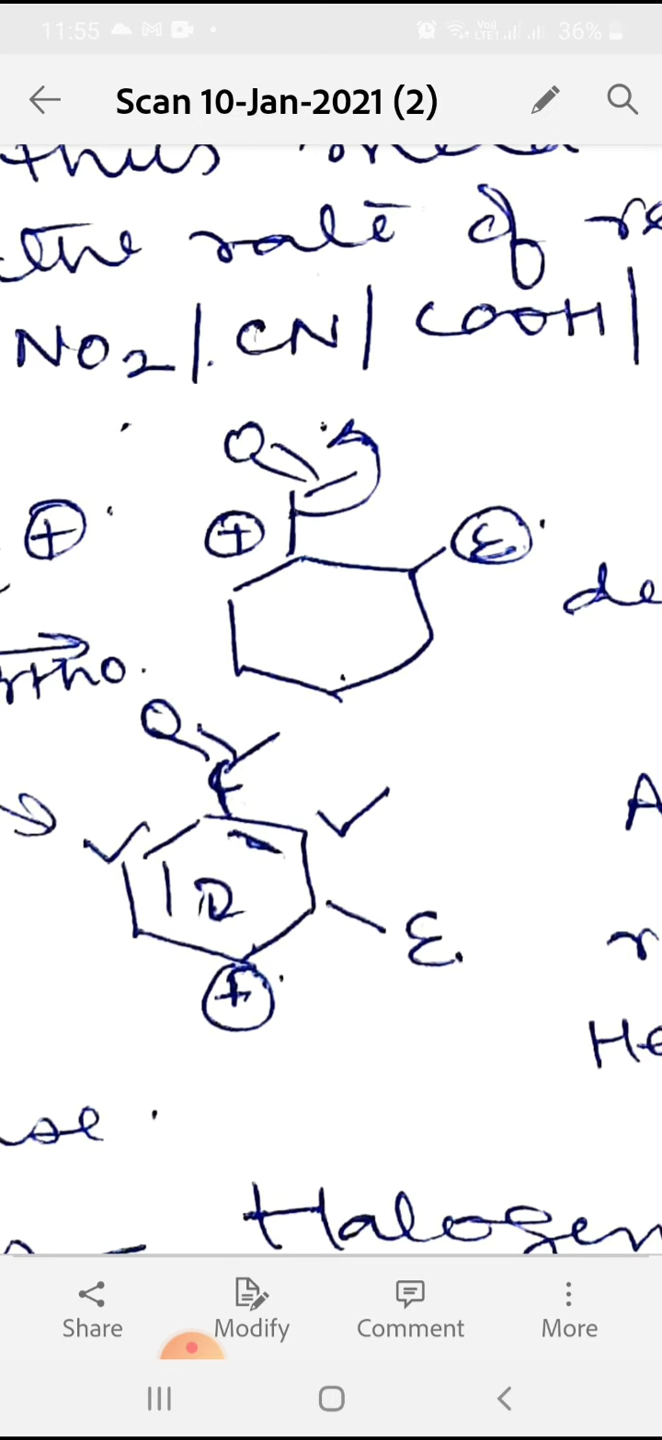 11:55
36%
Scan 10-Jan-2021 (2)
thus
the rate of
NO2 | CN | COOH |
O
⊕ ⊕ Ɛ
de
ortho.
O
A
Ɛ.
⊕
He
Halogen
Share Modify Comment More